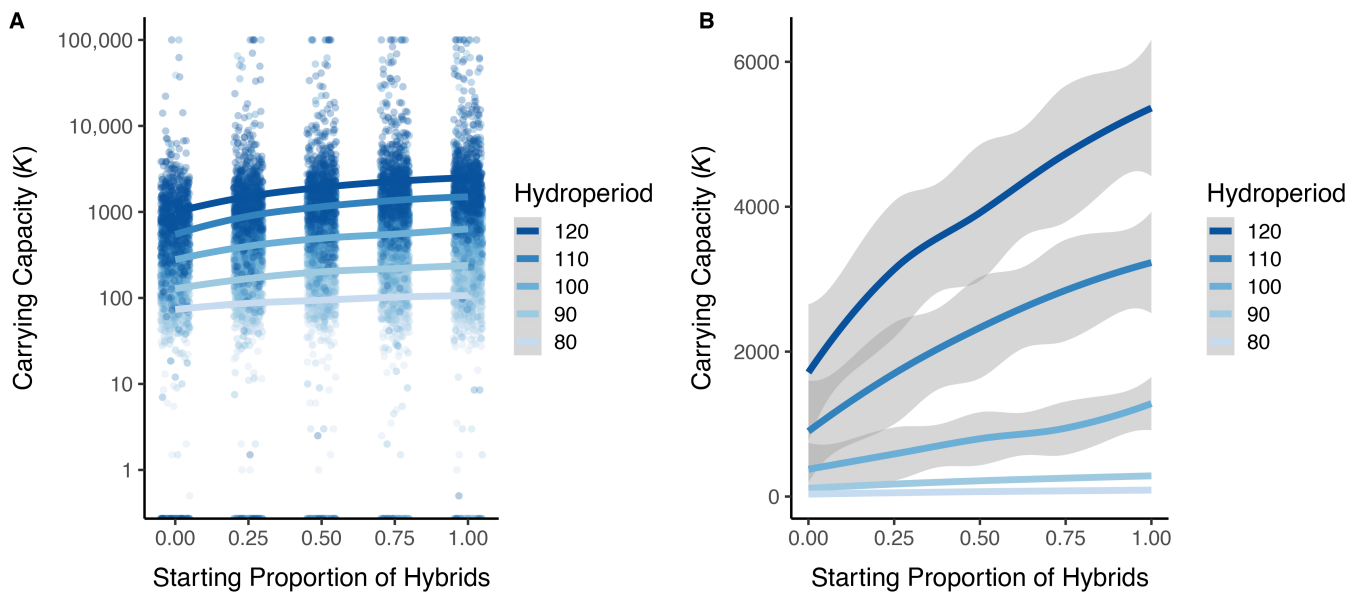 A
Carrying Capacity (K)
100,000
10,000
1000
100
10
1
0.00 0.25 0.50 0.75 1.00
Starting Proportion of Hybrids
Hydroperiod
120
110
100
90
80
B
Carrying Capacity (K)
6000
4000
2000
0
0.00 0.25 0.50 0.75 1.00
Starting Proportion of Hybrids
Hydroperiod
120
110
100
90
80